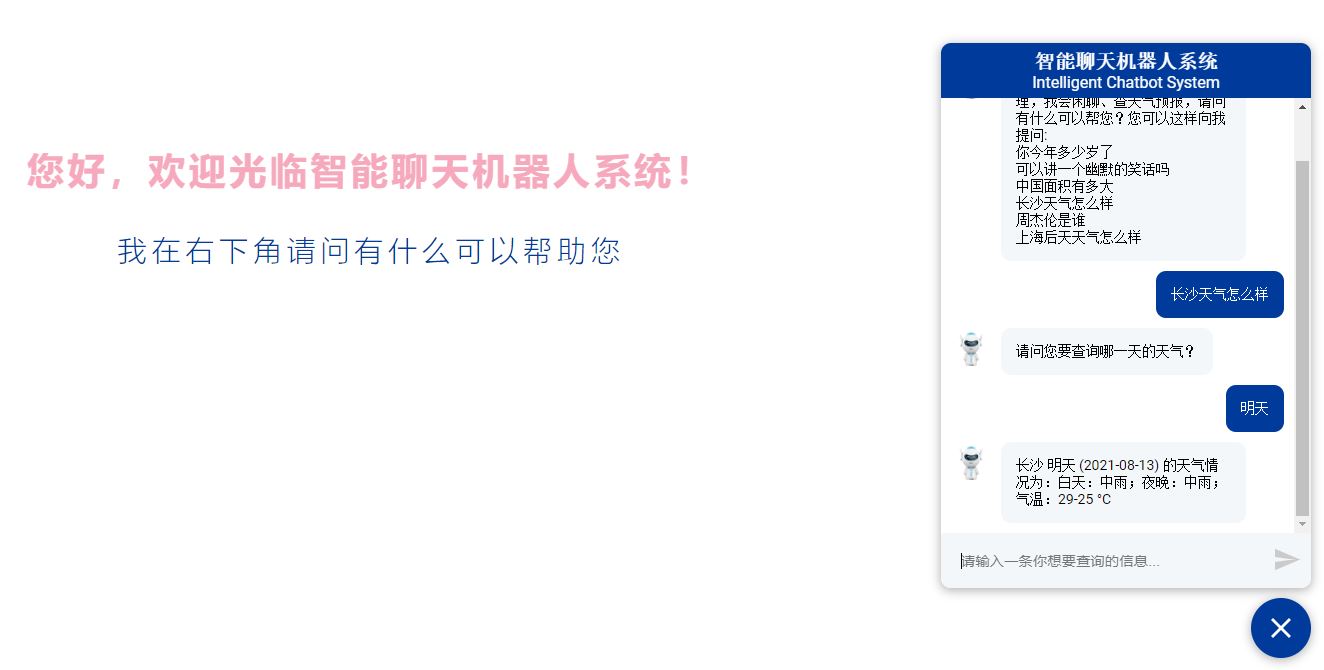 您好，欢迎光临智能聊天机器人系统！
我在右下角请问有什么可以帮助您
智能聊天机器人系统
Intelligent Chatbot System
理，我会闲聊、查天气预报，请问
有什么可以帮您？您可以这样向我
提问:
你今年多少岁了
可以讲一个幽默的笑话吗
中国面积有多大
长沙天气怎么样
周杰伦是谁
上海后天天气怎么样
长沙天气怎么样
请问您要查询哪一天的天气？
明天
长沙 明天 (2021-08-13) 的天气情
况为：白天：中雨；夜晚：中雨；
气温：29-25 °C
请输入一条你想要查询的信息...